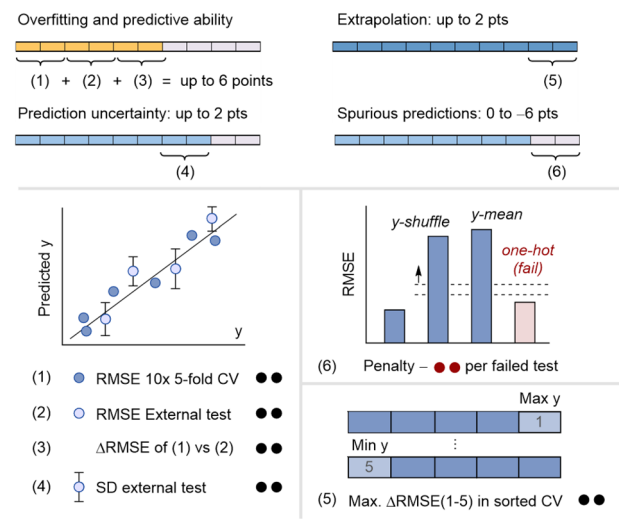 Overfitting and predictive ability
(1) + (2) + (3) = up to 6 points
Extrapolation: up to 2 pts
(5)
Prediction uncertainty: up to 2 pts
(4)
Spurious predictions: 0 to −6 pts
(6)
Predicted y
y
(1) RMSE 10x 5-fold CV
(2) RMSE External test
(3) ΔRMSE of (1) vs (2)
(4) SD external test
RMSE
y-shuffle
y-mean
one-hot
(fail)
(6) Penalty – per failed test
Max y
1
Min y
⋮
5
(5) Max. ΔRMSE(1-5) in sorted CV